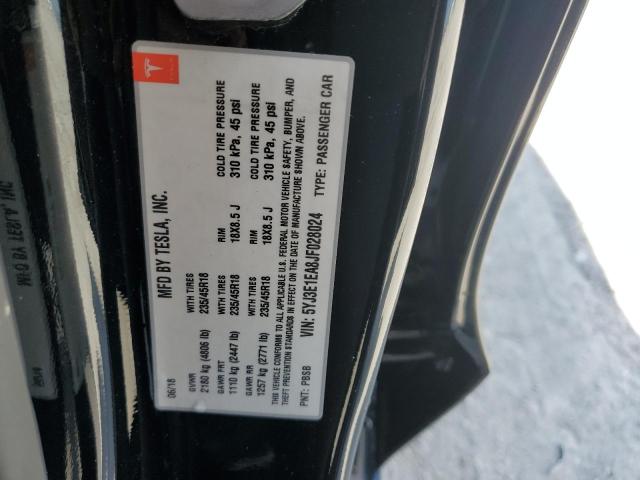 TESLA
MFD BY TESLA, INC.
06/18
GVWR WITH TIRES RIM COLD TIRE PRESSURE
2180 kg (4806 lb) 235/45R18 18X8.5 J 310 kPa, 45 psi
GAWR FRT WITH TIRES RIM COLD TIRE PRESSURE
1110 kg (2447 lb) 235/45R18 18X8.5 J 310 kPa, 45 psi
GAWR RR
1257 kg (2771 lb) 235/45R18
THIS VEHICLE CONFORMS TO ALL APPLICABLE U.S. FEDERAL MOTOR VEHICLE SAFETY, BUMPER, AND
THEFT PREVENTION STANDARDS IN EFFECT ON THE DATE OF MANUFACTURE SHOWN ABOVE.
VIN: 5YJ3E1EA8JF028024 TYPE: PASSENGER CAR
PNT: PBSB